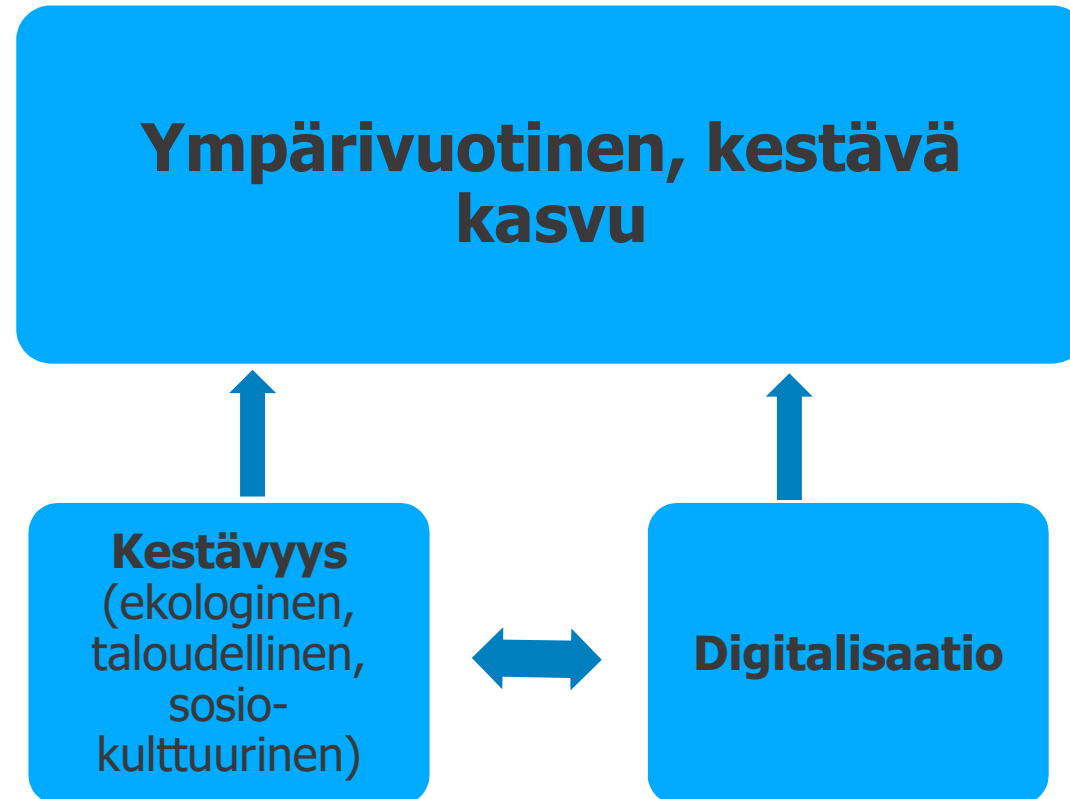 Ympärivuotinen, kestävä
kasvu
Kestävyys
(ekologinen,
taloudellinen,
sosio-
kulttuurinen)
Digitalisaatio